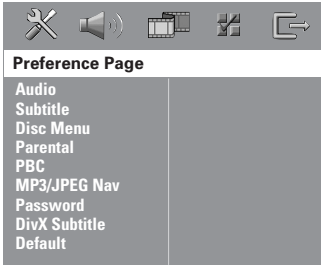 Preference Page
Audio
Subtitle
Disc Menu
Parental
PBC
MP3/JPEG Nav
Password
DivX Subtitle
Default